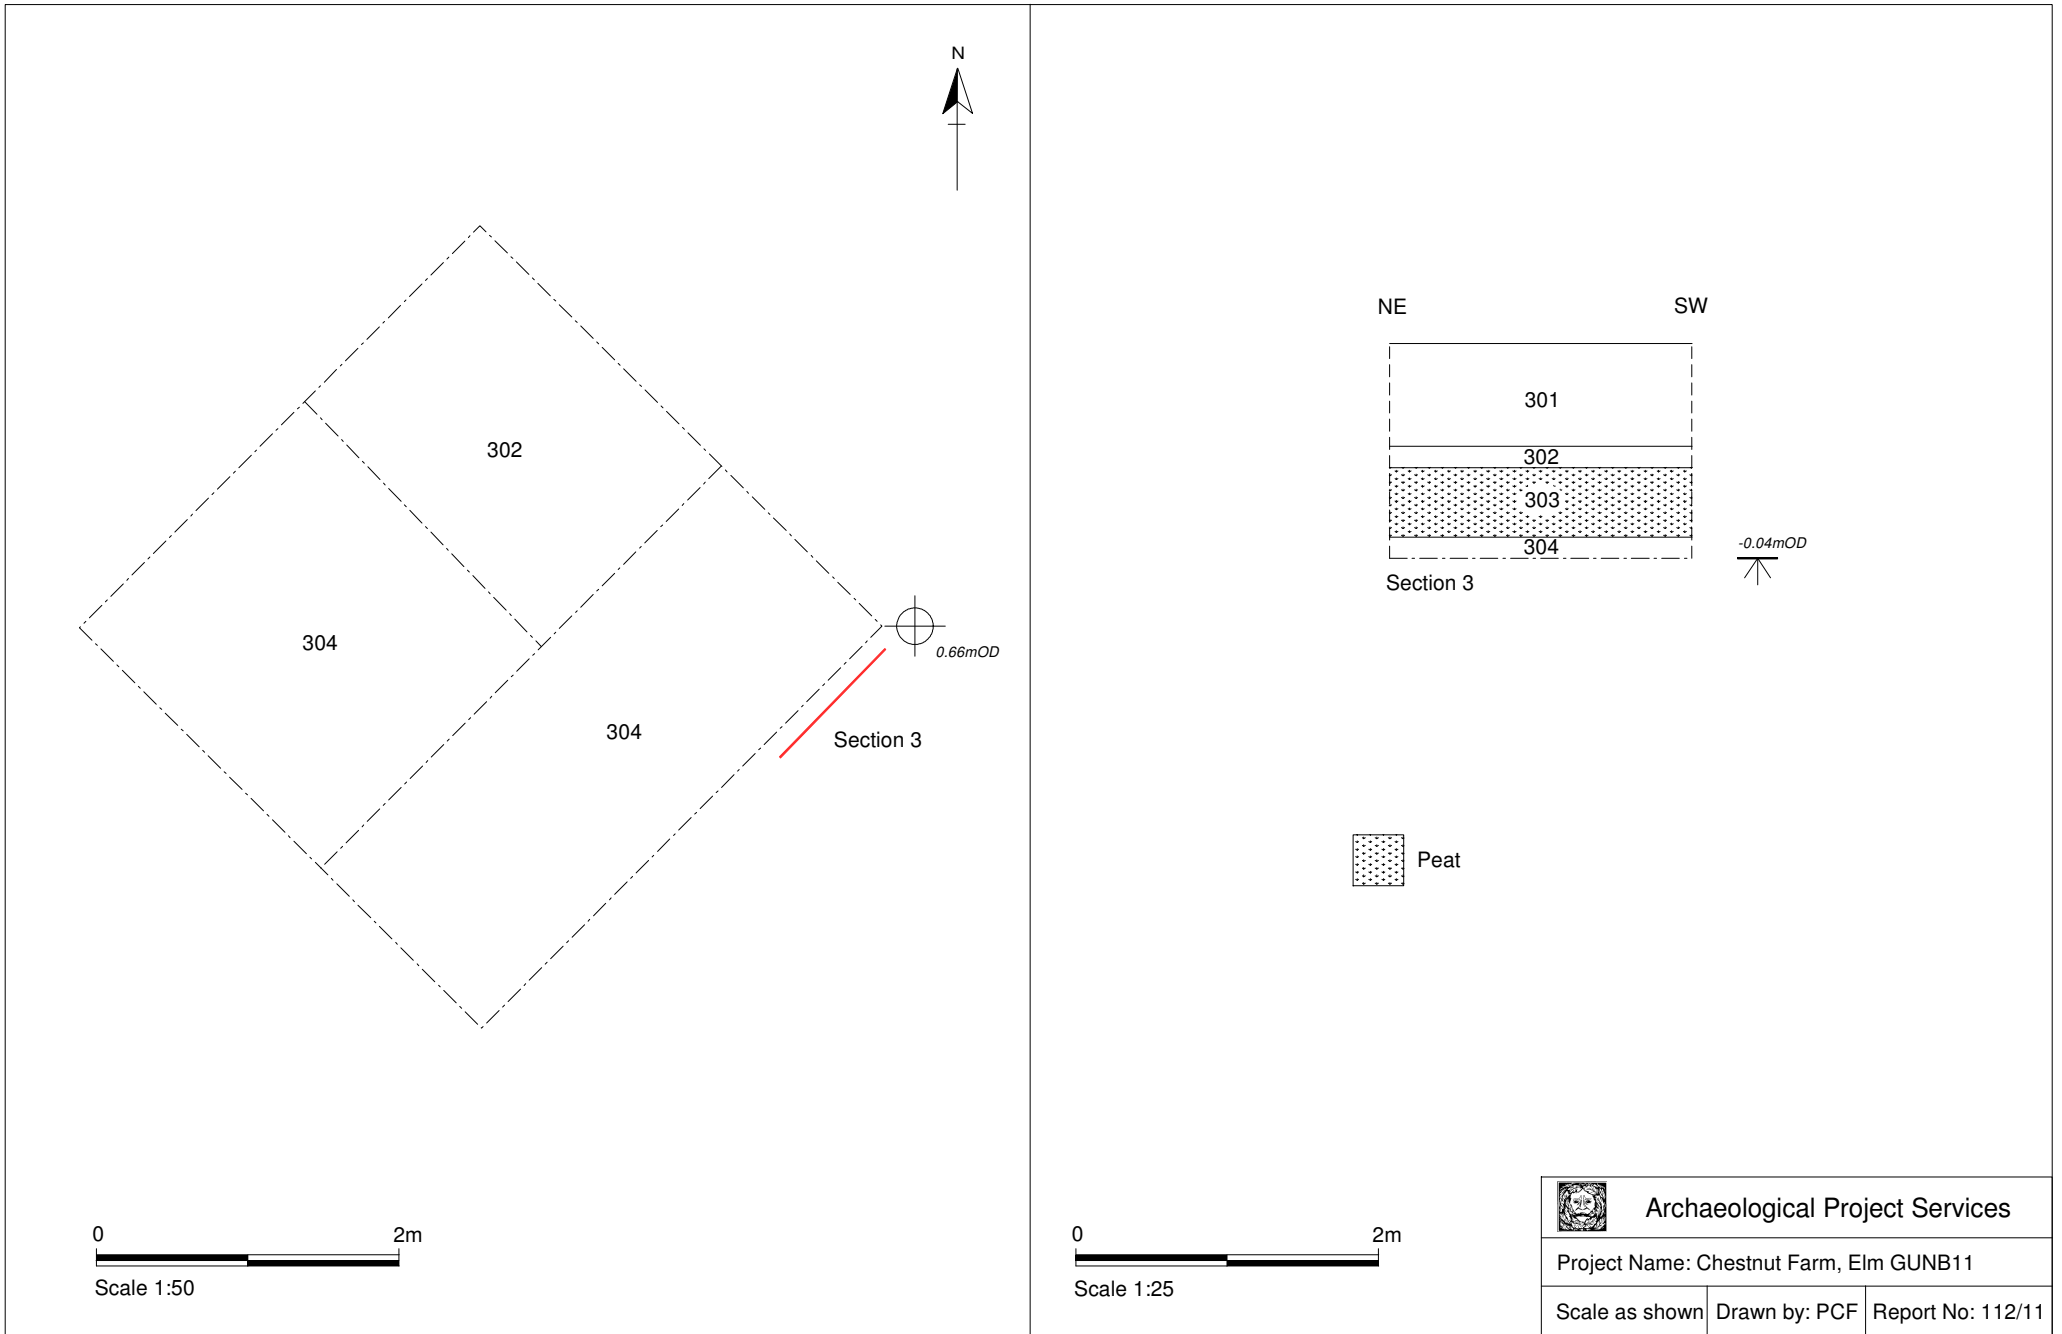 N
302
304
304
0.66mOD
Section 3
0
2m
Scale 1:50
NE
SW
301
302
303
304
-0.04mOD
Section 3
Peat
0
2m
Scale 1:25
Archaeological Project Services
Project Name: Chestnut Farm, Elm GUNB11
Scale as shown
Drawn by: PCF
Report No: 112/11